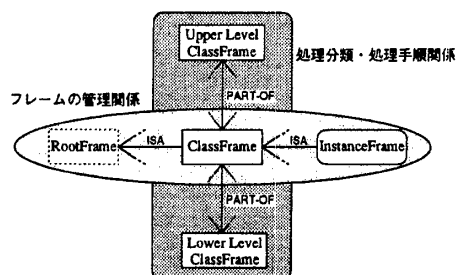 Upper Level
ClassFrame
処理分類・処理手順関係
PART-OF
フレームの管理関係
RootFrame
ISA
ClassFrame
ISA
InstanceFrame
PART-OF
Lower Level
ClassFrame